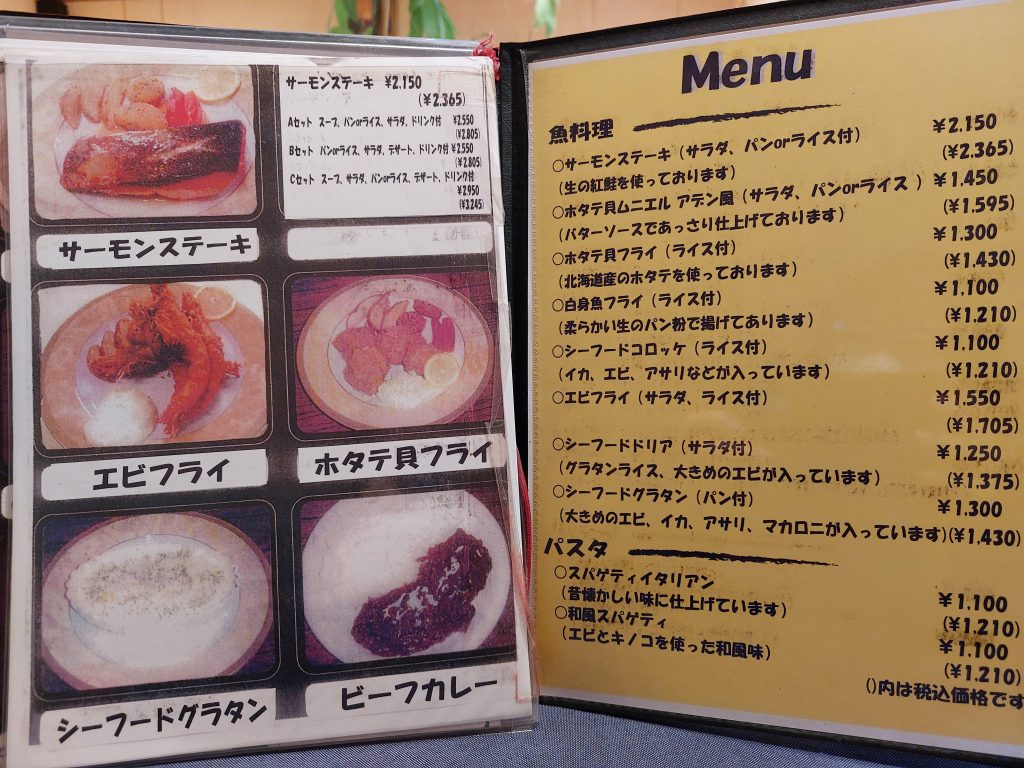 サーモンステーキ ¥2.150
(¥2.365)
Aセット スープ、パンorライス、サラダ、ドリンク付 ¥2.550
(¥2.805)
Bセット パンorライス、サラダ、デザート、ドリンク付 ¥2.550
(¥2.805)
Cセット スープ、サラダ、パンorライス、デザート、ドリンク付
¥2.950
(¥3.245)
サーモンステーキ
エビフライ
ホタテ貝フライ
シーフードグラタン
ビーフカレー
Menu
魚料理
○サーモンステーキ(サラダ、パンorライス付) ¥2.150
(生の紅鮭を使っております) (¥2.365)
○ホタテ貝ムニエル アデン風(サラダ、パンorライス ) ¥1.450
(バターソースであっさり仕上げております) (¥1.595)
○ホタテ貝フライ(ライス付) ¥1.300
(北海道産のホタテを使っております) (¥1.430)
○白身魚フライ(ライス付) ¥1.100
(柔らかい生のパン粉で揚げてあります) (¥1.210)
○シーフードコロッケ(ライス付) ¥1.100
(イカ、エビ、アサリなどが入っています) (¥1.210)
○エビフライ(サラダ、ライス付) ¥1.550
(¥1.705)
○シーフードドリア(サラダ付) ¥1.250
(グラタンライス、大きめのエビが入っています) (¥1.375)
○シーフードグラタン(パン付) ¥1.300
(大きめのエビ、イカ、アサリ、マカロニが入っています)(¥1.430)
パスタ
○スパゲティイタリアン ¥1.100
(昔懐かしい味に仕上げています) (¥1.210)
○和風スパゲティ ¥1.100
(エビとキノコを使った和風味) (¥1.210)
()内は税込価格です